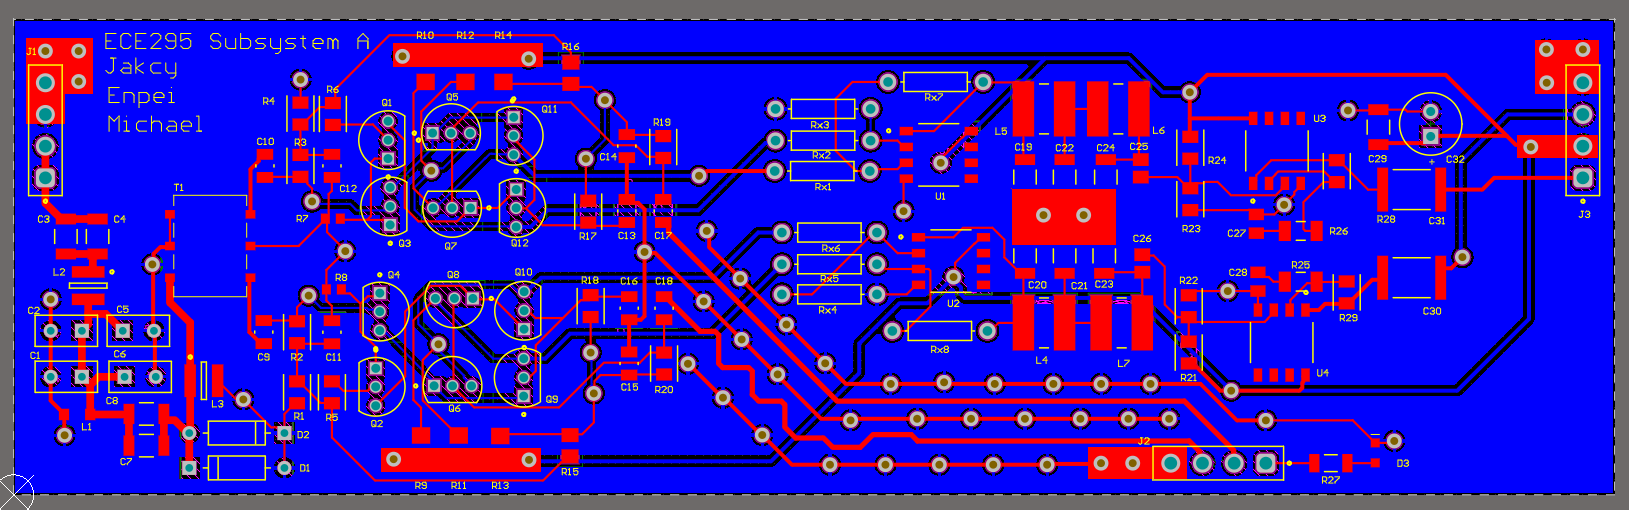 ECE295 Subsystem A
Jakcy
Enpei
Michael
J1
R10 R12 R14
R16
R4 R6
Q1
Q5
Q11
Rx7
L5
L6
U3
C10
R3
C12
C14
R19
Rx3
Rx2
Rx1
U1
C19 C22 C24 C25
R24
C29
C32
+
T1
R7
Q3
Q7
Q12
R17
C13
C17
Rx6
Rx5
Rx4
R23
C27
R26
R28
C31
J3
C3 C4
L2
R8
Q4
Q8
Q10
R18
C16
C18
U2
C26
C20 C21 C23
R22
C28
R25
R29
C30
C2
C5
C1
C6
C9
R2
C11
Rx8
L4
L7
R21
U4
C15
R20
L3
C8
L1
C7
R1
R5
Q2
Q6
Q9
D2
D1
R9 R11 R13
R15
J2
R27
D3